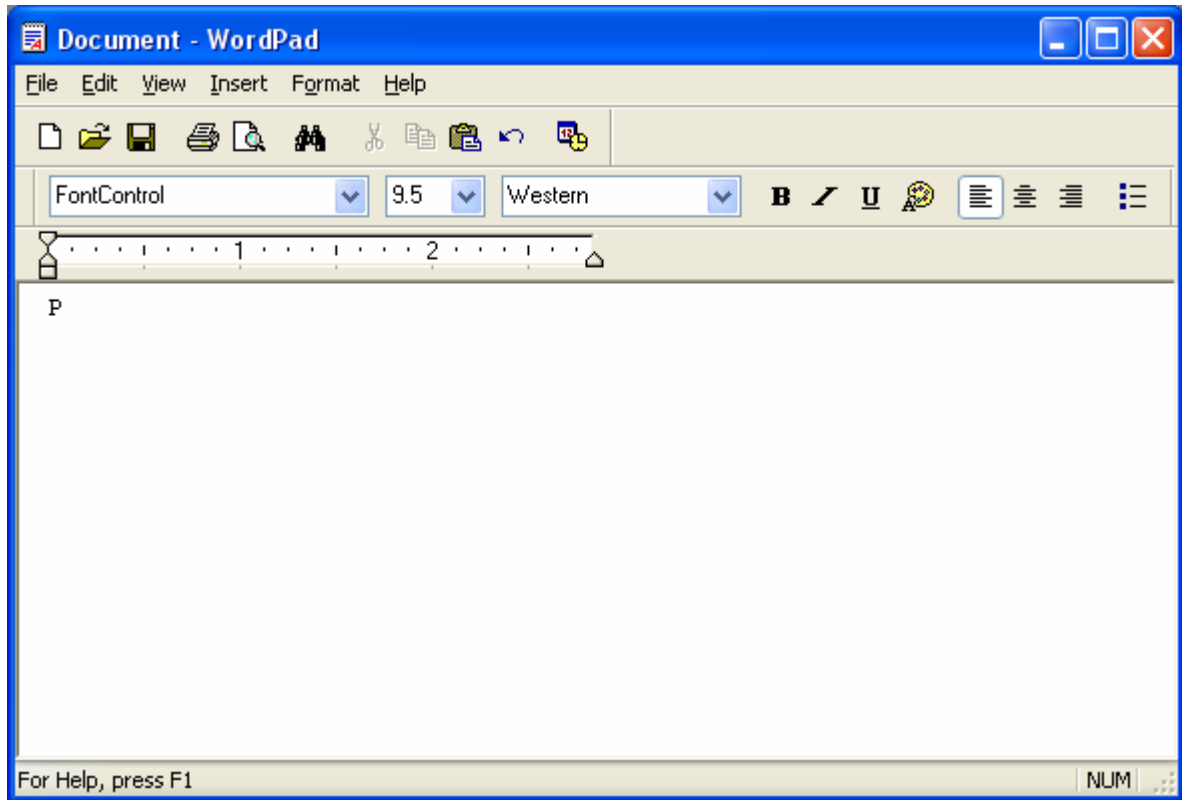 Document - WordPad
File Edit View Insert Format Help
12
FontControl 9.5 Western B I U A
1 2
P
For Help, press F1 NUM